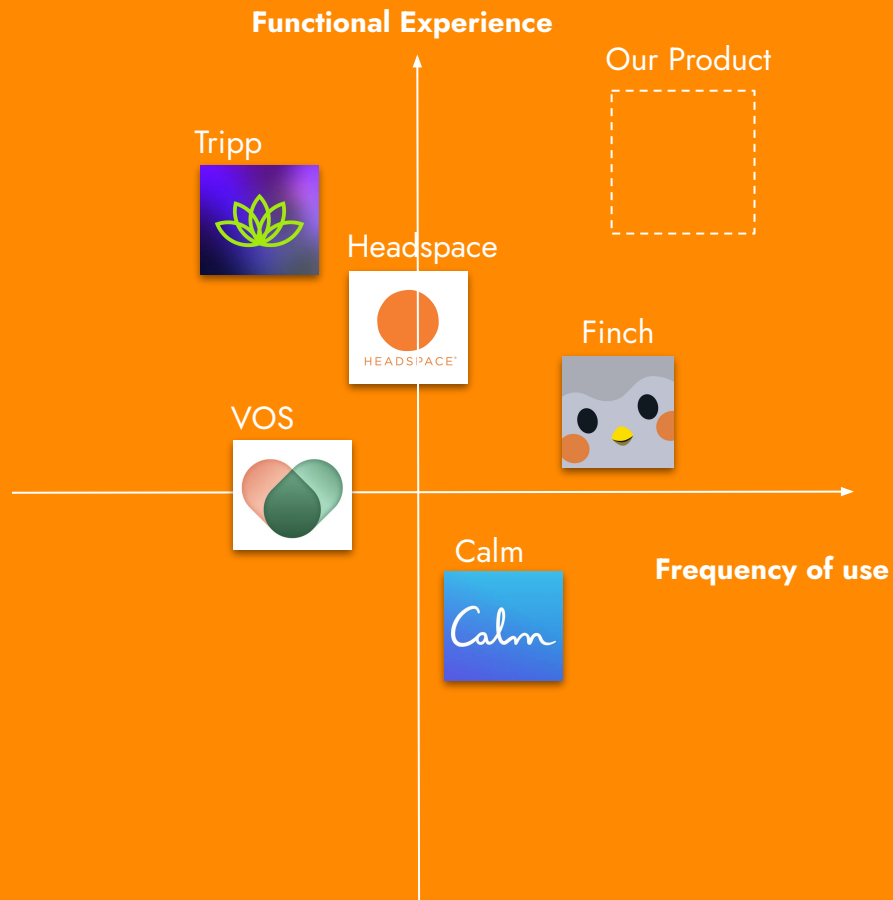 Functional Experience
Our Product
Tripp
Headspace
HEADSPACE®
Finch
VOS
Calm
Frequency of use
Calm